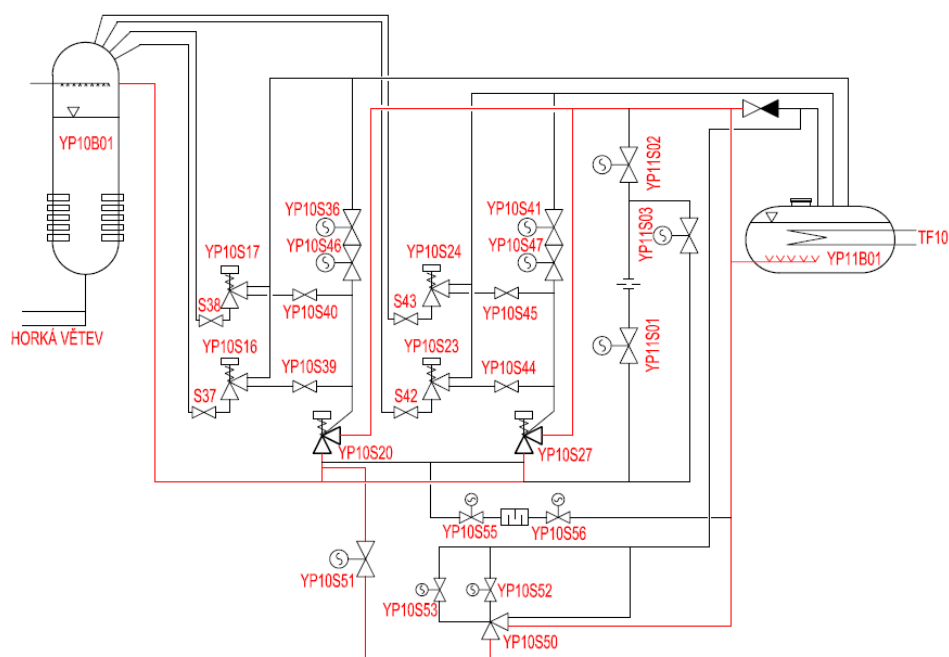 YP10B01
HORKÁ VĚTEV
YP10S17
S38
YP10S16
S37
YP10S36
YP10S46
YP10S40
YP10S39
YP10S20
YP10S24
S43
YP10S23
S42
YP10S41
YP10S47
YP10S45
YP10S44
YP10S27
YP11S02
YP11S03
YP11S01
TF10
YP11B01
YP10S55
YP10S56
YP10S51
YP10S53
YP10S52
YP10S50